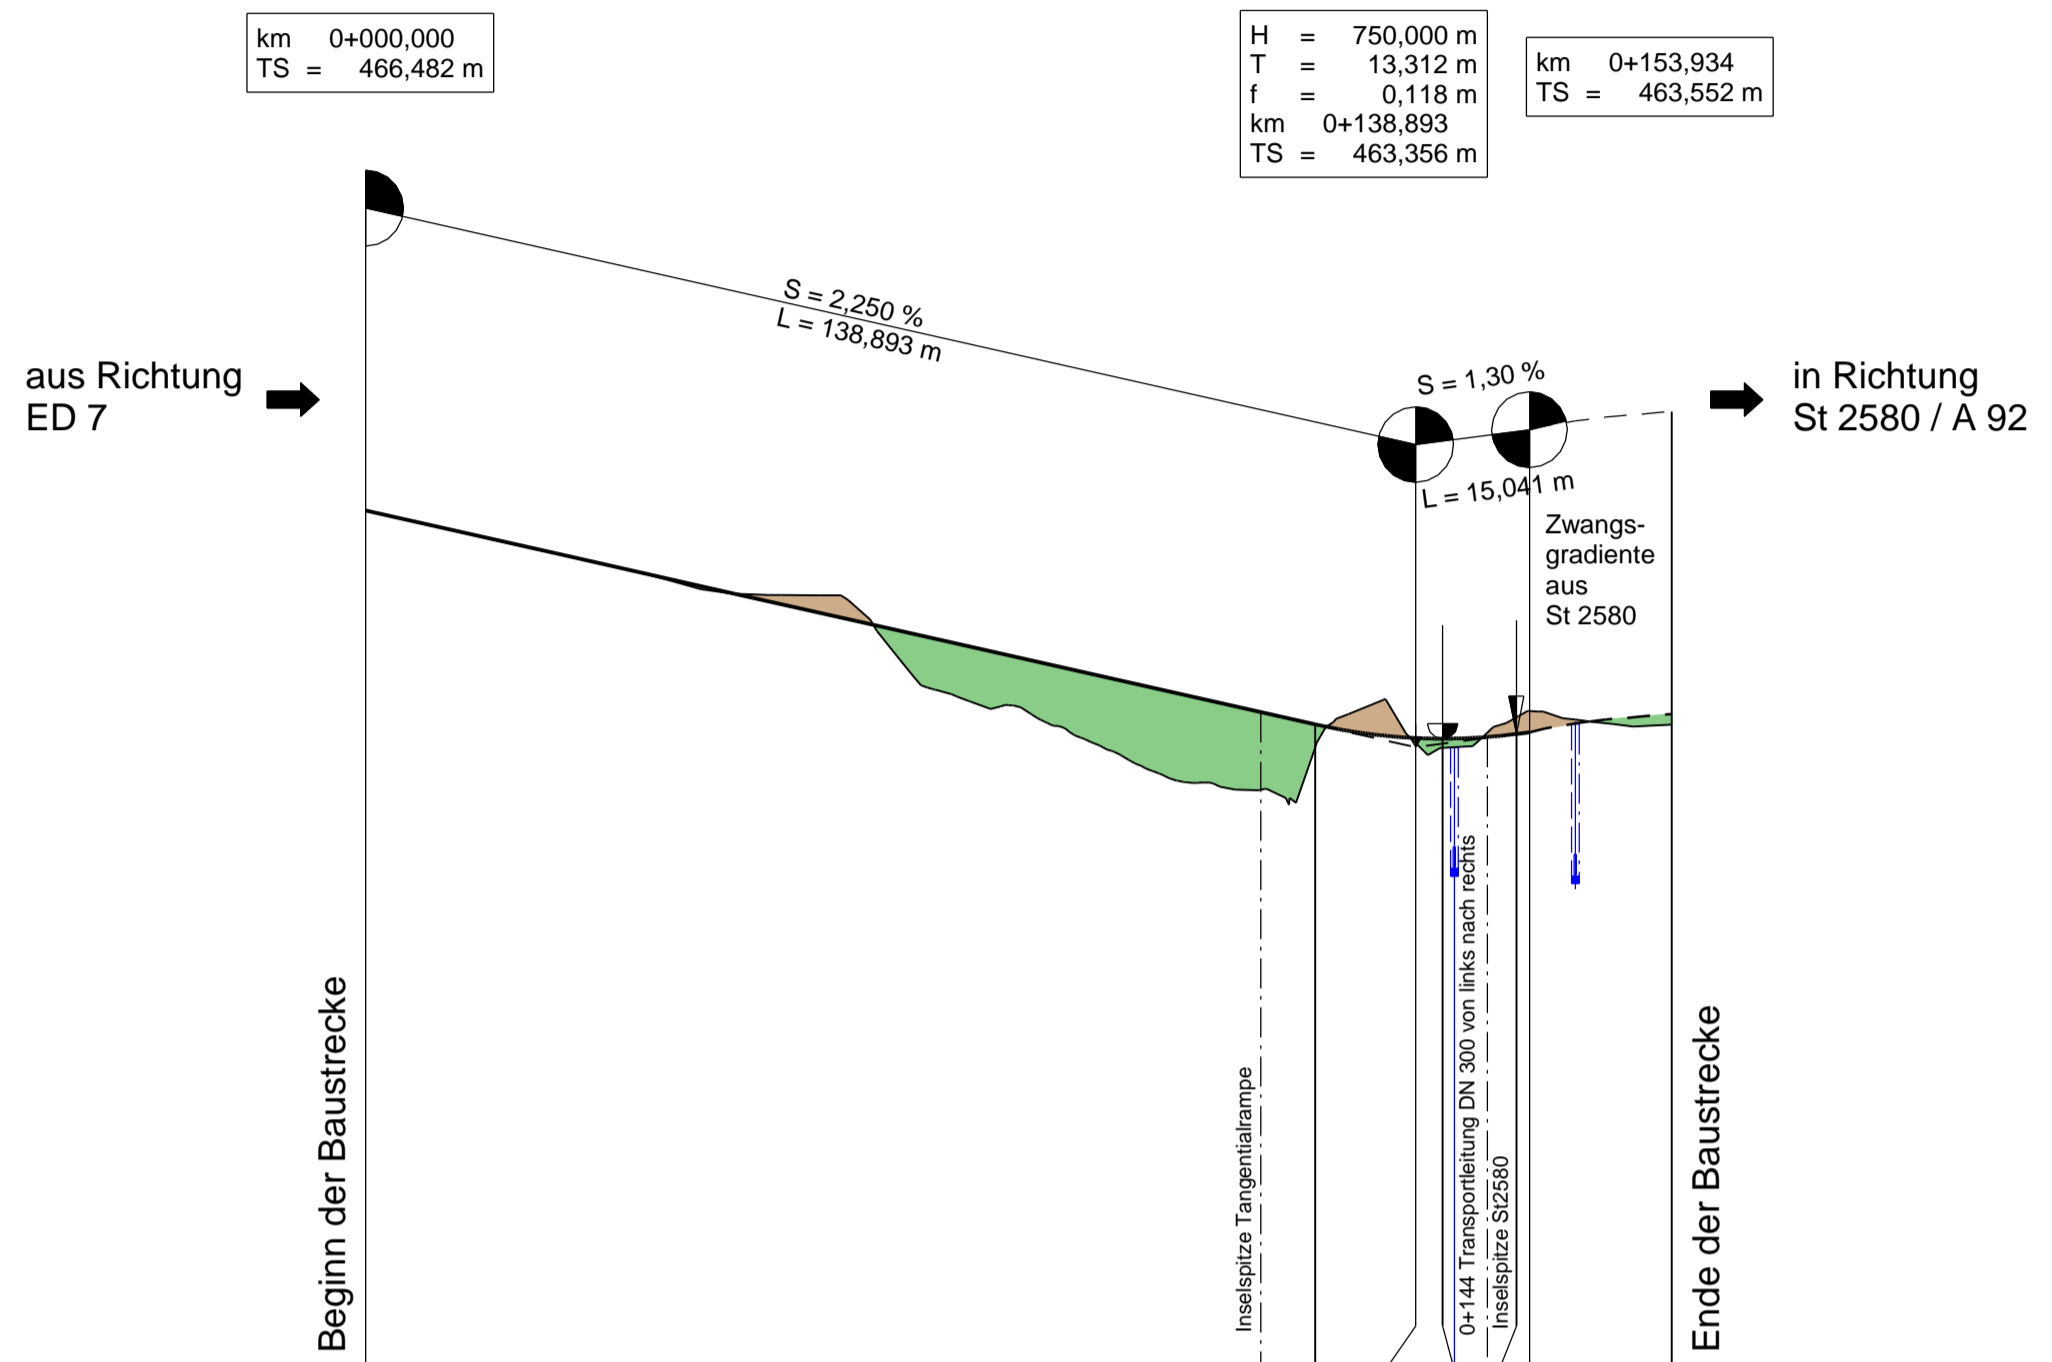 km 0+000,000
TS = 466,482 m
H = 750,000 m
T = 13,312 m
f = 0,118 m
km 0+138,893
TS = 463,356 m
km 0+153,934
TS = 463,552 m
S = 2,250 %
L = 138,893 m
aus Richtung
ED 7
S = 1,30 %
L = 15,041 m
in Richtung
St 2580 / A 92
Zwangs-
gradiente
aus
St 2580
Beginn der Baustrecke
Inselspitze Tangentialrampe
0+144 Transportleitung DN 300 von links nach rechts
Inselspitze St2580
Ende der Baustrecke